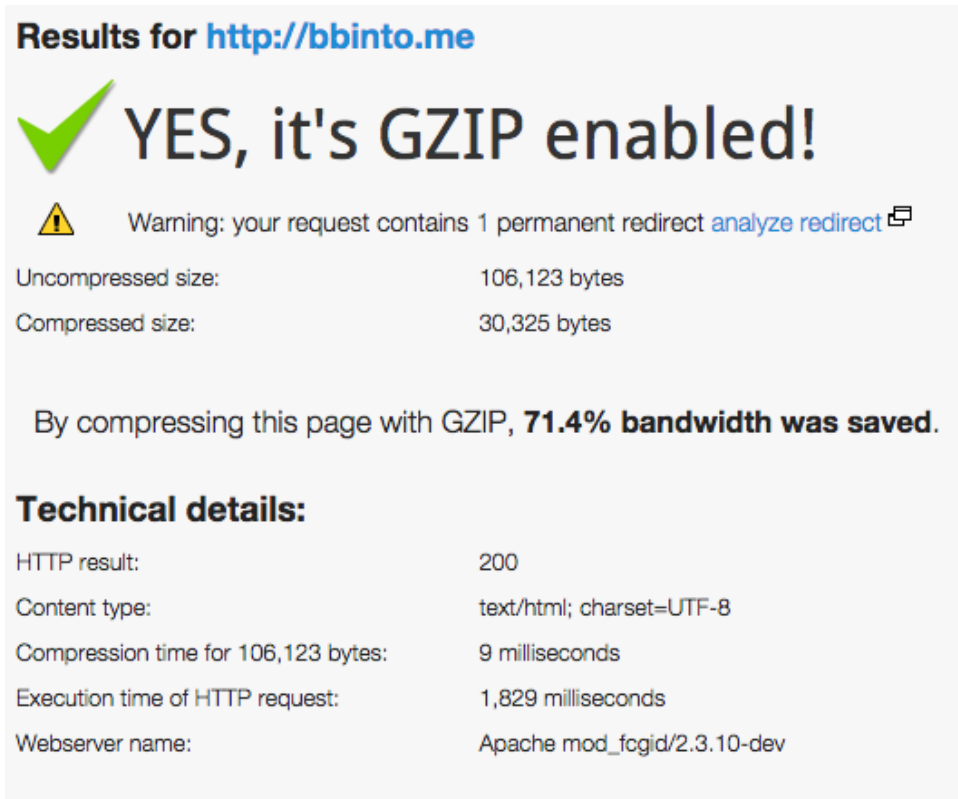 Results for http://bbinto.me
YES, it's GZIP enabled!
Warning: your request contains 1 permanent redirect analyze redirect
Uncompressed size: 106,123 bytes
Compressed size: 30,325 bytes
By compressing this page with GZIP, 71.4% bandwidth was saved.
Technical details:
HTTP result: 200
Content type: text/html; charset=UTF-8
Compression time for 106,123 bytes: 9 milliseconds
Execution time of HTTP request: 1,829 milliseconds
Webserver name: Apache mod_fcgid/2.3.10-dev